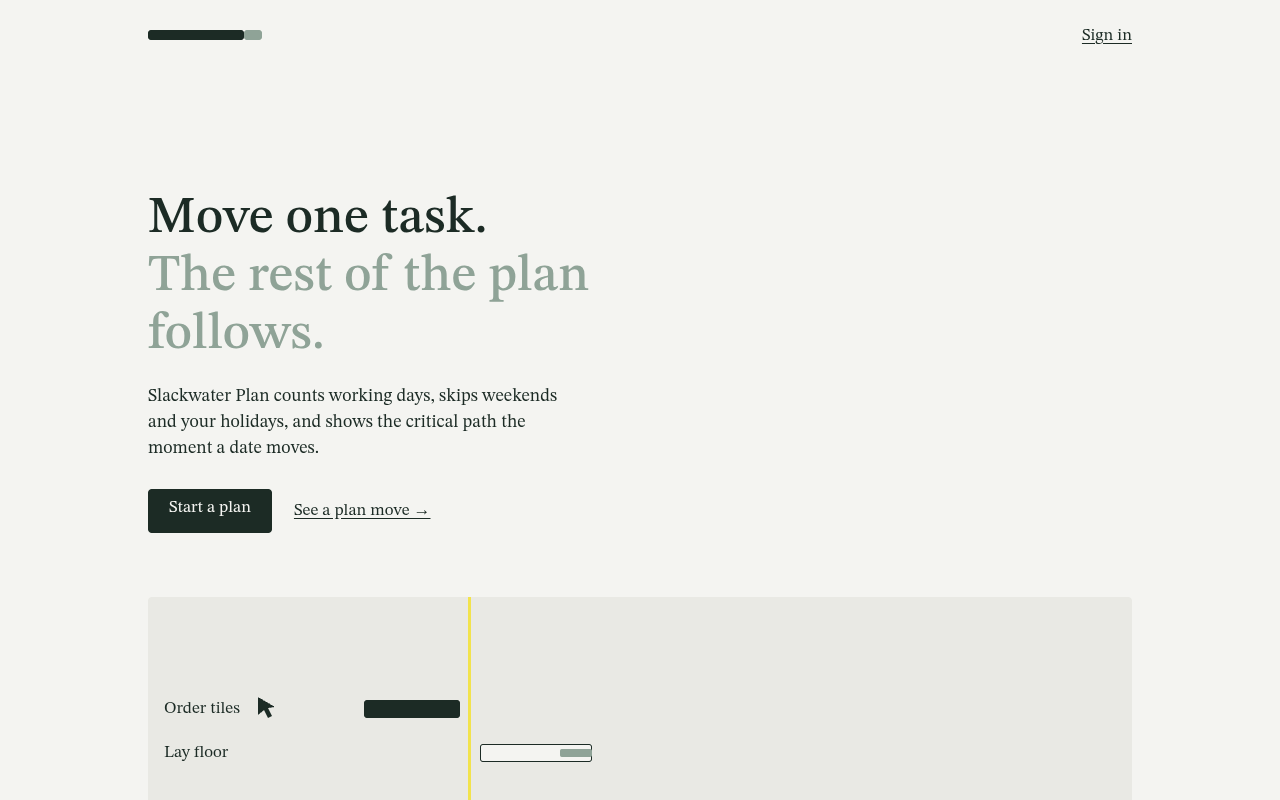 Sign in
Move one task.
The rest of the plan
follows.
Slackwater Plan counts working days, skips weekends
and your holidays, and shows the critical path the
moment a date moves.
Start a plan
See a plan move →
Order tiles
Lay floor